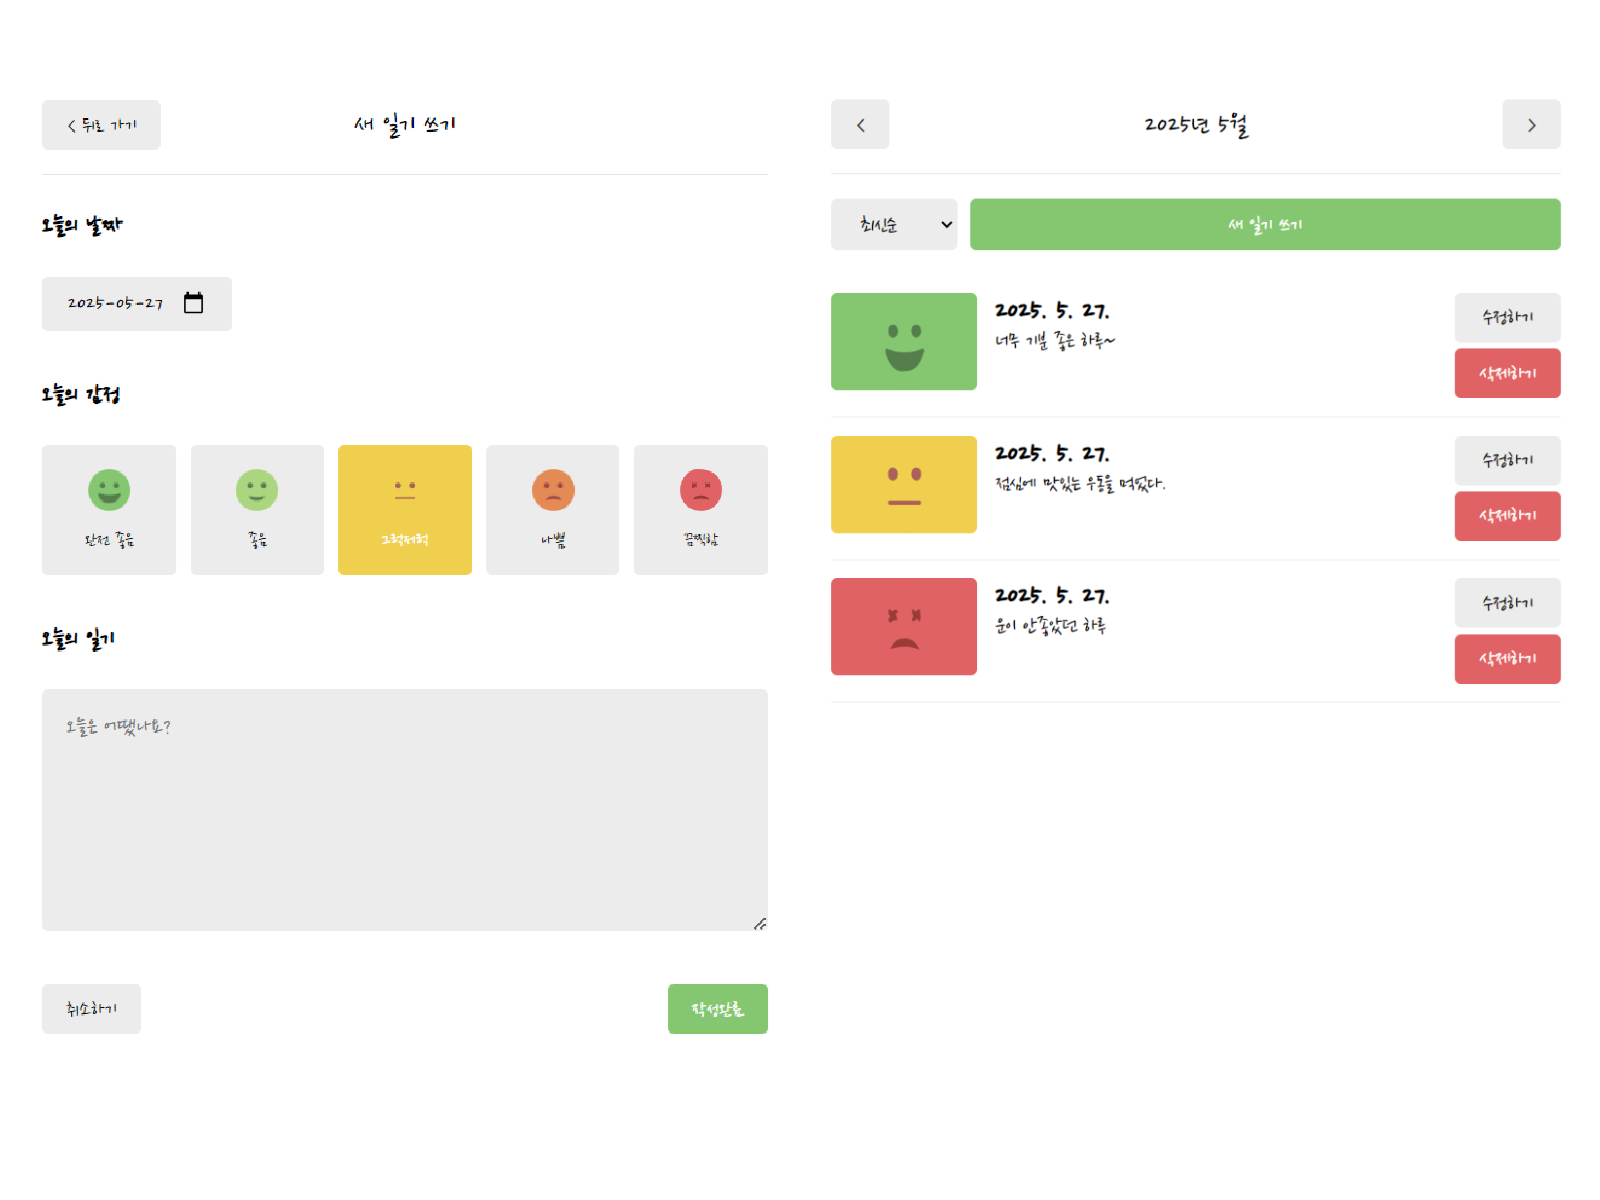 < 뒤로 가기
새 일기 쓰기
오늘의 날짜
2025-05-27
오늘의 감정
완전 좋음
좋음
그럭저럭
나쁨
끔찍함
오늘의 일기
오늘은 어땠나요?
취소하기
작성완료
<
2025년 5월
>
최신순
새 일기 쓰기
2025. 5. 27.
너무 기분 좋은 하루~
수정하기
삭제하기
2025. 5. 27.
점심에 맛있는 우동을 먹었다.
수정하기
삭제하기
2025. 5. 27.
운이 안좋았던 하루
수정하기
삭제하기